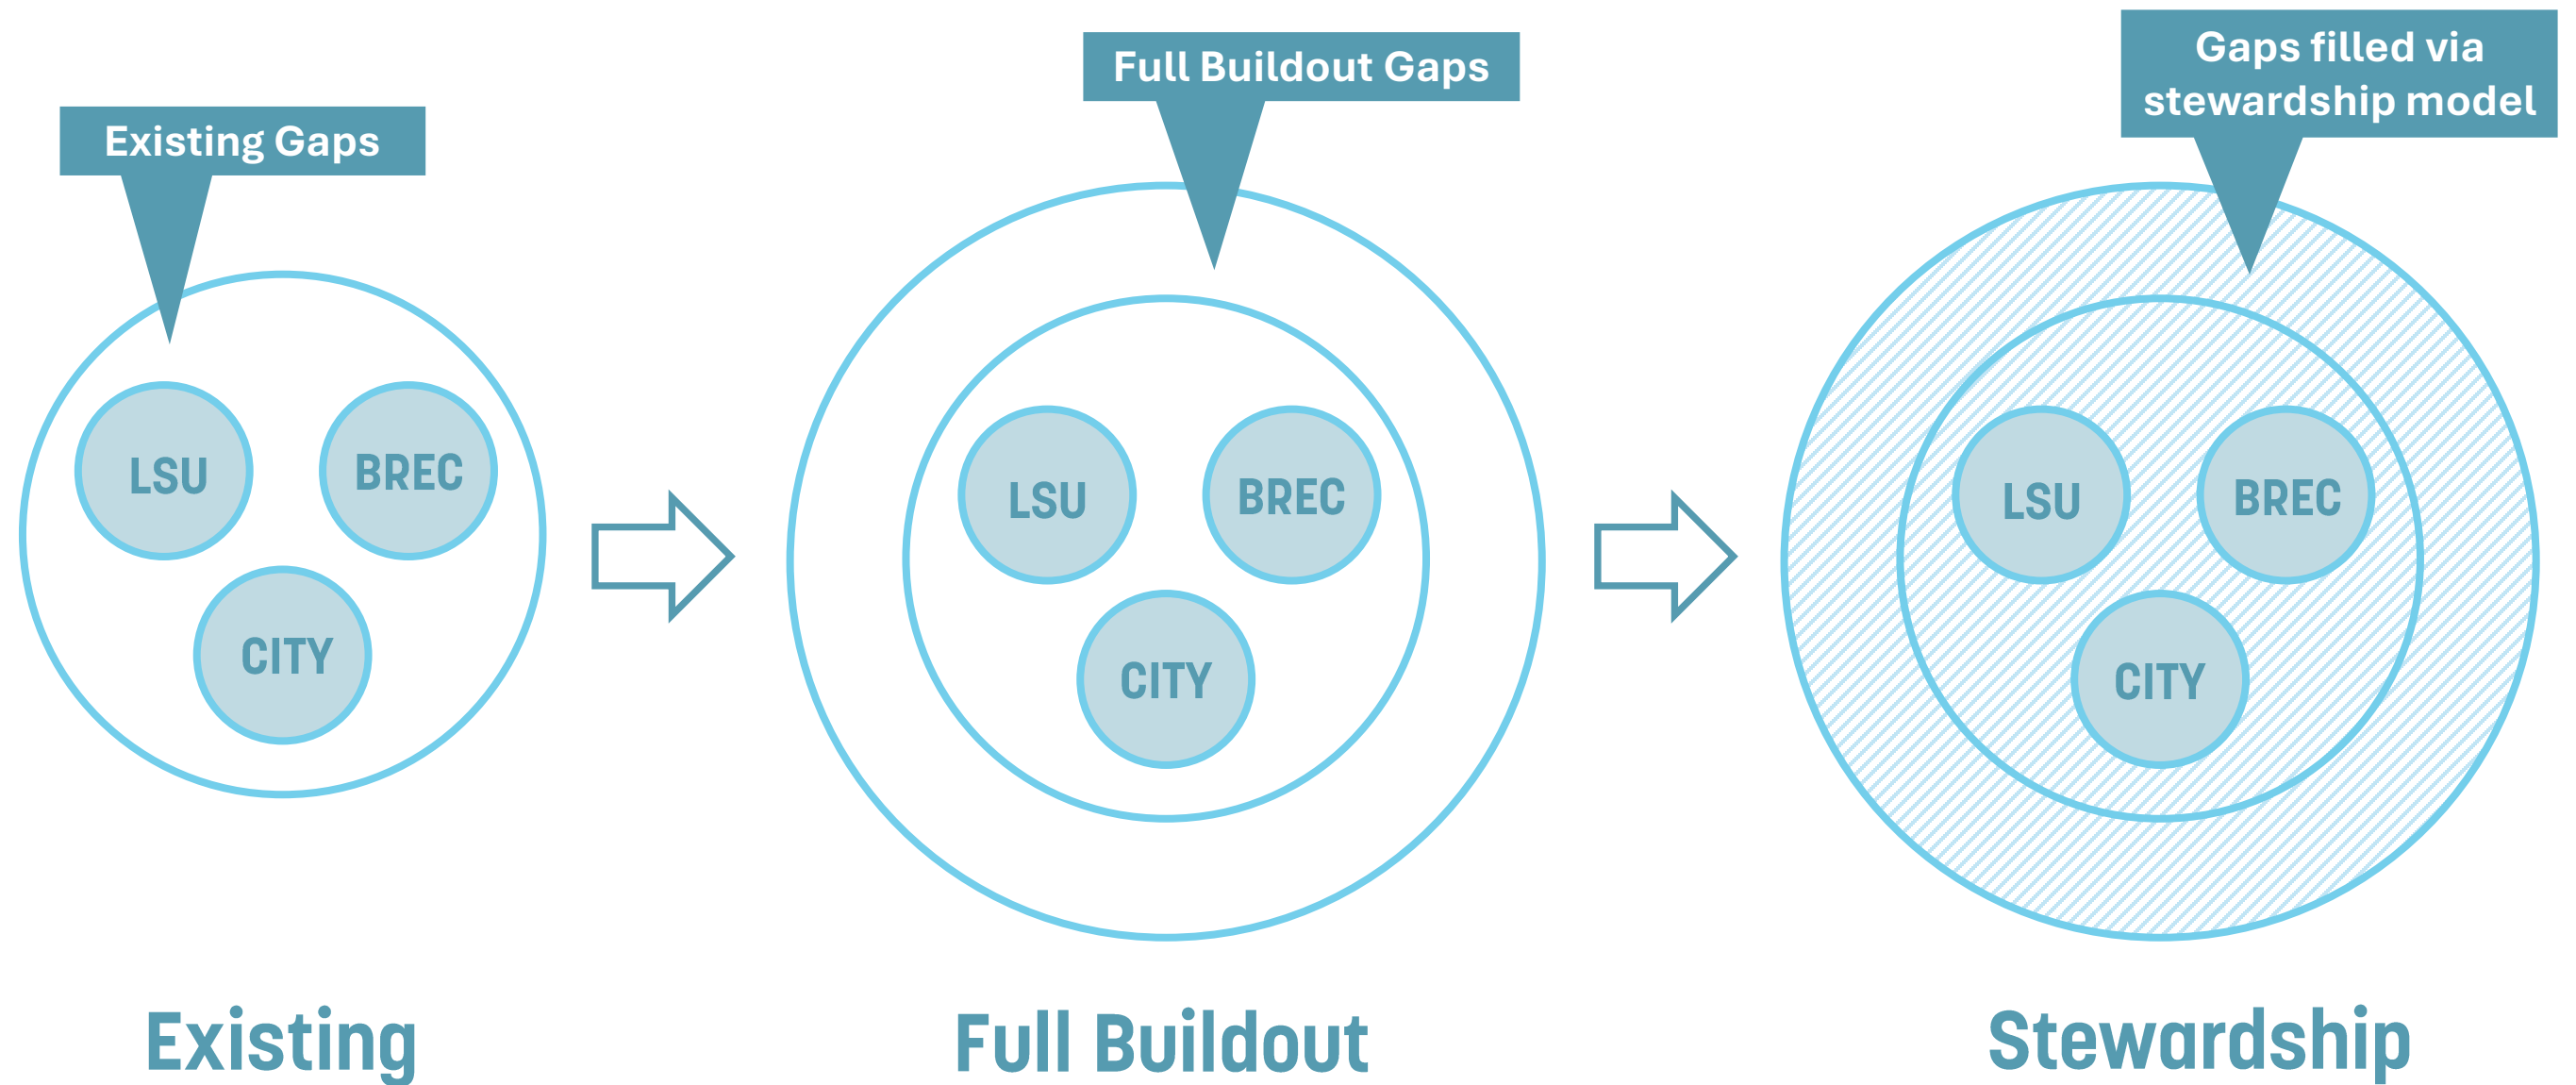 Existing Gaps
LSU
BREC
CITY
Existing
Full Buildout Gaps
LSU
BREC
CITY
Full Buildout
Gaps filled via
stewardship model
LSU
BREC
CITY
Stewardship